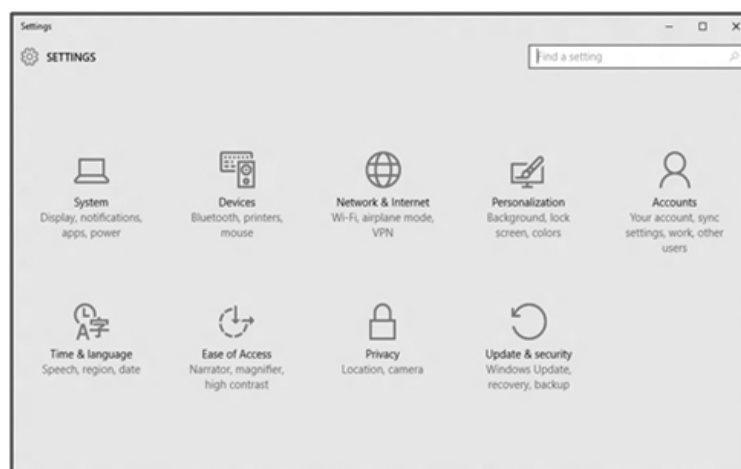 Settings
SETTINGS
Find a setting
System
Display, notifications,
apps, power
Devices
Bluetooth, printers,
mouse
Network & Internet
Wi-Fi, airplane mode,
VPN
Personalization
Background, lock
screen, colors
Accounts
Your account, sync
settings, work, other
users
Time & language
Speech, region, date
Ease of Access
Narrator, magnifier,
high contrast
Privacy
Location, camera
Update & security
Windows Update,
recovery, backup